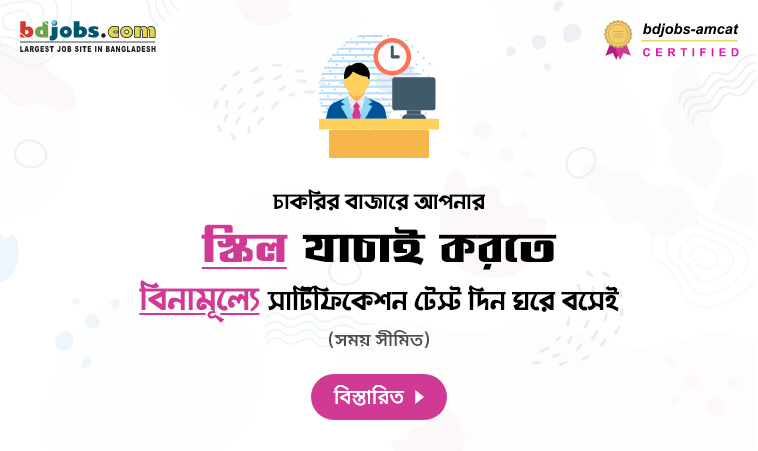 bdjobs.com
LARGEST JOB SITE IN BANGLADESH
bdjobs-amcat
CERTIFIED
চাকরির বাজারে আপনার
স্কিল যাচাই করতে
বিনামূল্যে সার্টিফিকেশন টেস্ট দিন ঘরে বসেই
(সময় সীমিত)
বিস্তারিত